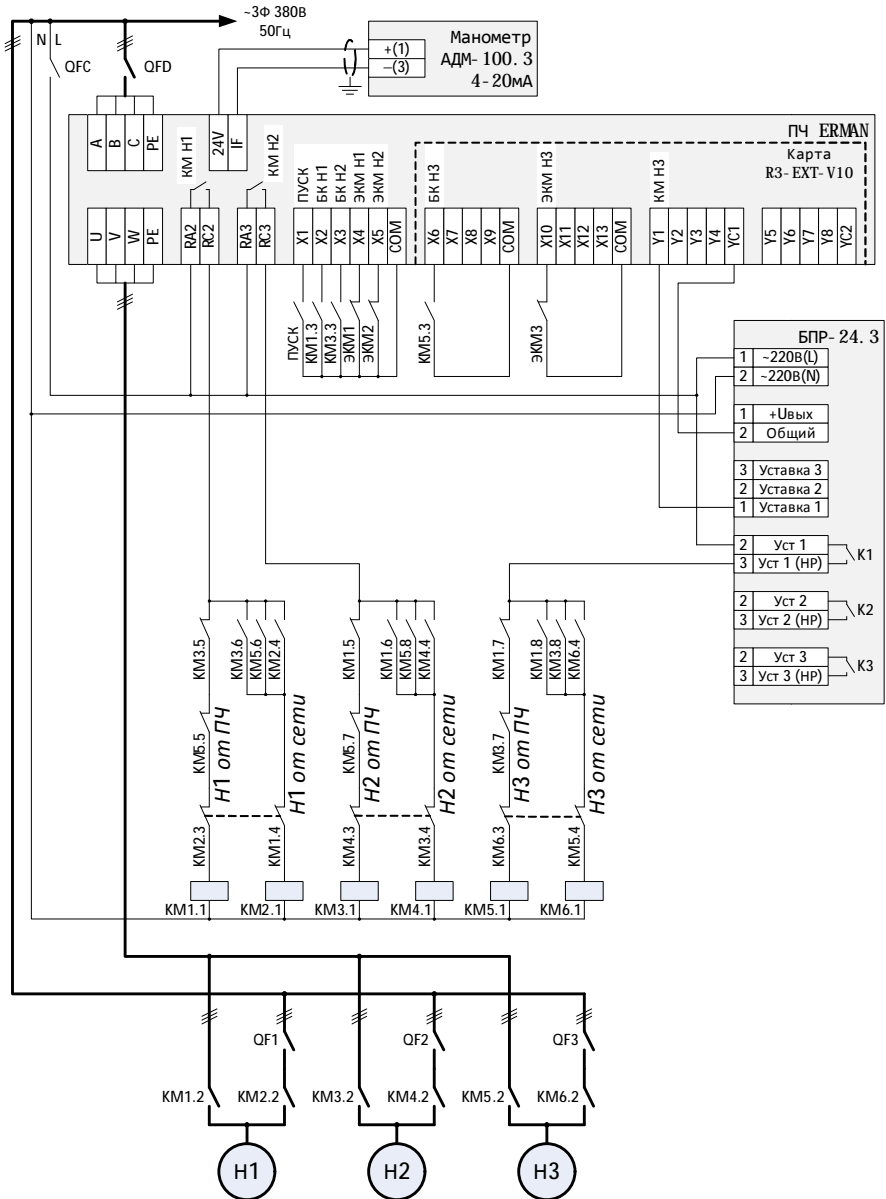 ~3Ф 380В
50Гц
N L
QFC
QFD
Манометр
АДМ-100.3
4-20мА
+(1)
−(3)
ПЧ ERMAN
Карта
R3-EXT-V10
A
B
C
PE
24V
IF
КМ Н1
КМ Н2
ПУСК
БК Н1
БК Н2
ЭКМ Н1
ЭКМ Н2
БК Н3
ЭКМ Н3
КМ Н3
U
V
W
PE
RA2
RC2
RA3
RC3
X1
X2
X3
X4
X5
COM
X6
X7
X8
X9
COM
X10
X11
X12
X13
COM
Y1
Y2
Y3
Y4
YC1
Y5
Y6
Y7
Y8
YC2
ПУСК
КМ1.3
КМ3.3
ЭКМ1
ЭКМ2
КМ5.3
ЭКМ3
БПР-24.3
1 ~220В(L)
2 ~220В(N)
1 +Uвых
2 Общий
3 Уставка 3
2 Уставка 2
1 Уставка 1
2 Уст 1
3 Уст 1 (НР)
К1
2 Уст 2
3 Уст 2 (НР)
К2
2 Уст 3
3 Уст 3 (НР)
К3
КМ3.5
КМ3.6
КМ5.6
КМ2.4
КМ1.5
КМ1.6
КМ5.8
КМ4.4
КМ1.7
КМ1.8
КМ3.8
КМ6.4
КМ5.5
Н1 от ПЧ
Н1 от сети
КМ5.7
Н2 от ПЧ
Н2 от сети
КМ3.7
Н3 от ПЧ
Н3 от сети
КМ2.3
КМ1.4
КМ4.3
КМ3.4
КМ6.3
КМ5.4
КМ1.1
КМ2.1
КМ3.1
КМ4.1
КМ5.1
КМ6.1
QF1
QF2
QF3
КМ1.2
КМ2.2
КМ3.2
КМ4.2
КМ5.2
КМ6.2
Н1
Н2
Н3